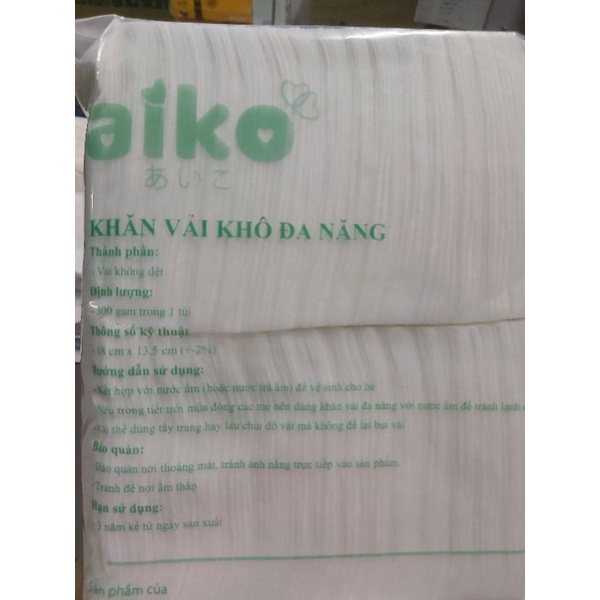 aiko
あいこ
KHĂN VẢI KHÔ ĐA NĂNG
Thành phần:
- Vải không dệt
Định lượng:
- 300 gam trong 1 túi
Thông số kỹ thuật
- 18 cm x 13,5 cm (+-2%)
Hướng dẫn sử dụng:
- Kết hợp với nước ấm (hoặc nước trà ấm) để vệ sinh cho bé
- Nếu trong tiết trời mùa đông các mẹ nên dùng khăn vải đa năng với nước ấm để tránh lạnh
- Có thể dùng tẩy trang hay lau chùi đồ vật mà không để lại bụi vải
Bảo quản:
- Bảo quản nơi thoáng mát, tránh ánh nắng trực tiếp vào sản phẩm.
- Tránh để nơi ẩm thấp
Hạn sử dụng:
- 3 năm kể từ ngày sản xuất
Sản phẩm của